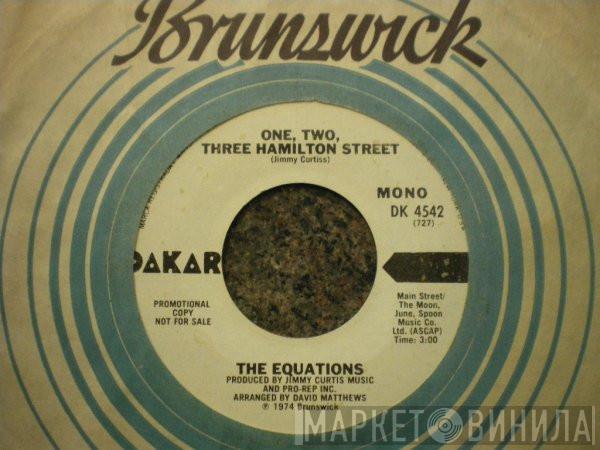 Brunswick
ONE, TWO,
THREE HAMILTON STREET
(Jimmy Curtiss)
MONO
DK 4542
(727)
DAKAR
PROMOTIONAL
COPY
NOT FOR SALE
Main Street/
The Moon,
June, Spoon
Music Co.
Ltd. (ASCAP)
Time: 3:00
THE EQUATIONS
PRODUCED BY JIMMY CURTIS MUSIC
AND PRO-REP INC.
ARRANGED BY DAVID MATTHEWS
℗ 1974 Brunswick
МАРКЕТ ВИНИЛА